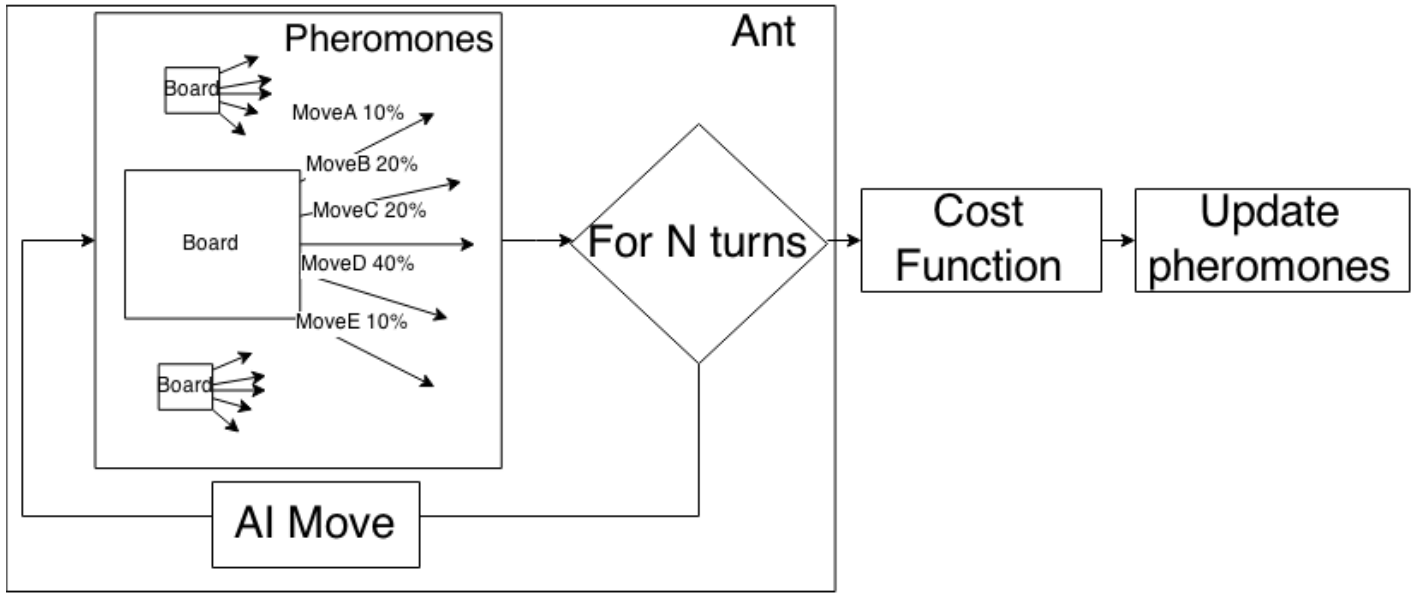 Pheromones
Ant
Board
MoveA 10%
MoveB 20%
MoveC 20%
Board
MoveD 40%
MoveE 10%
Board
For N turns
AI Move
Cost
Function
Update
pheromones